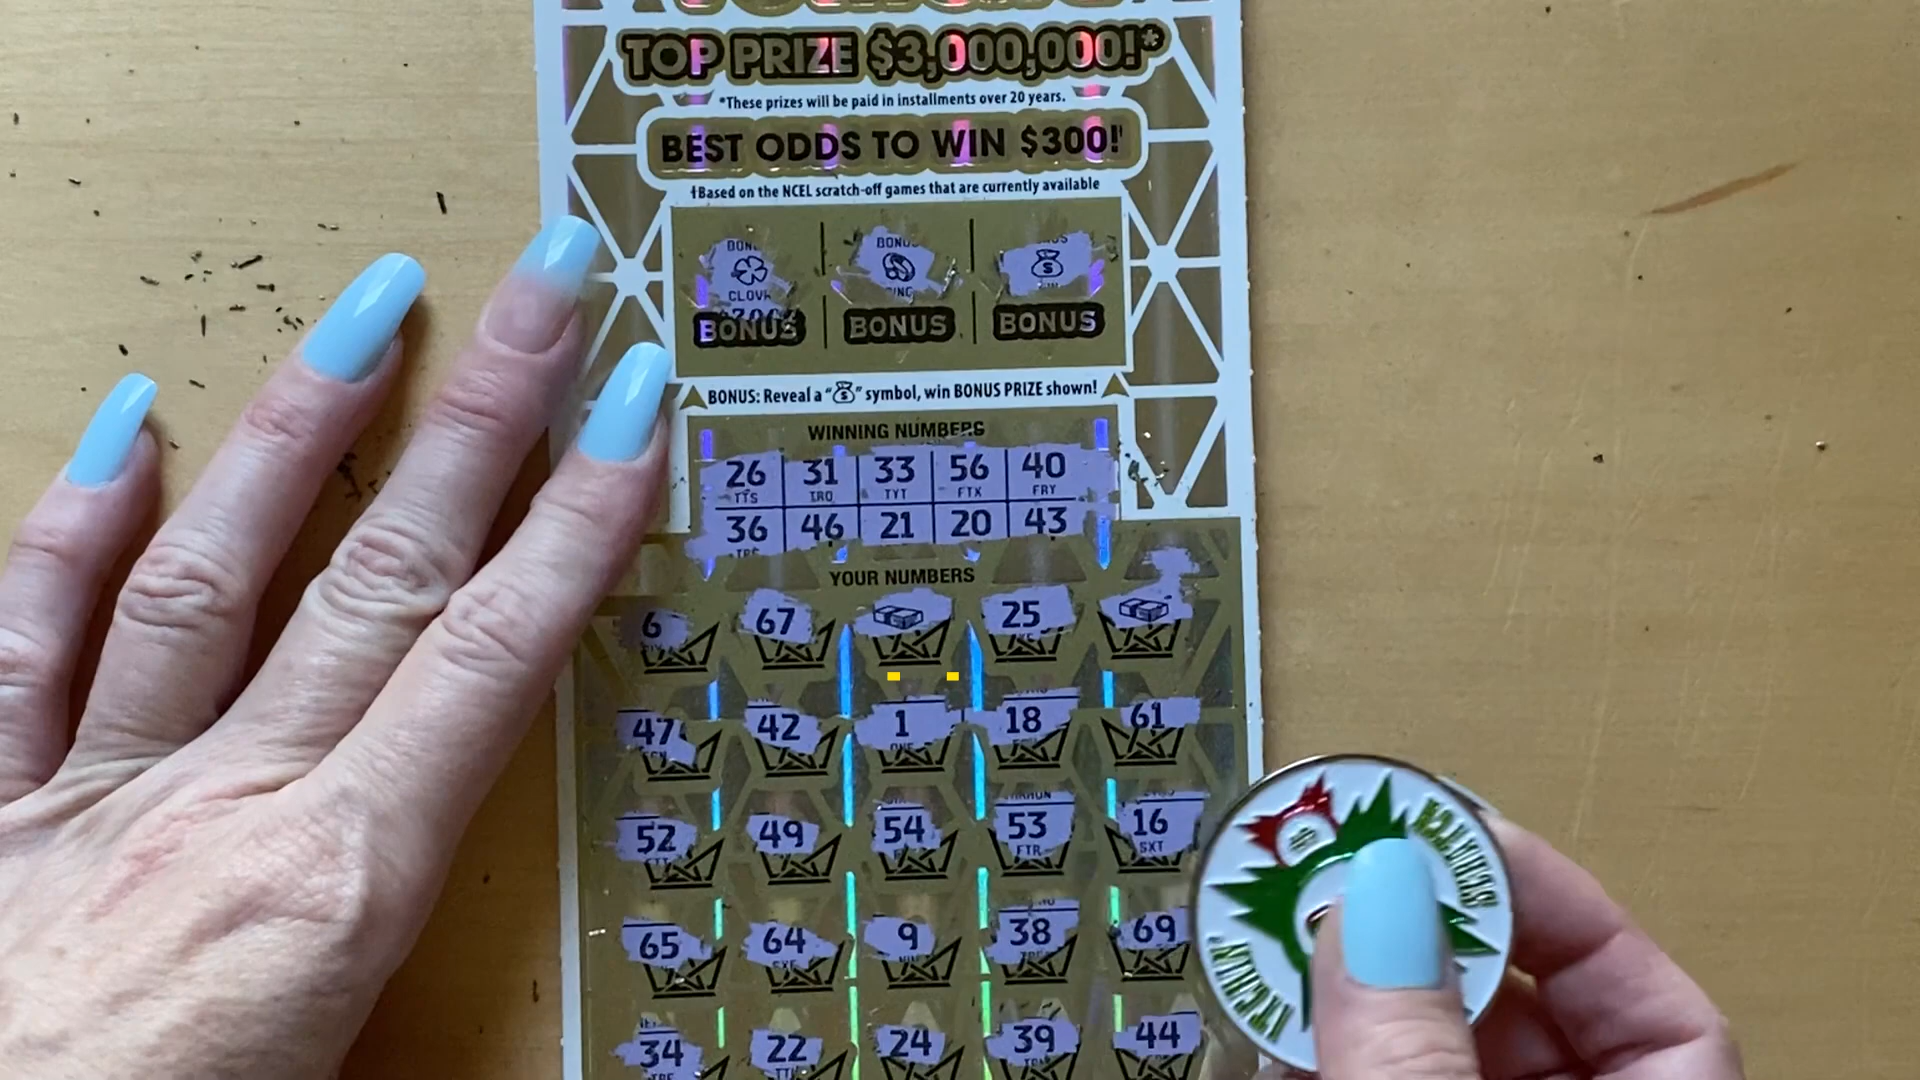 TOP PRIZE $3,000,000!*
*These prizes will be paid in installments over 20 years.
BEST ODDS TO WIN $300!†
†Based on the NCEL scratch-off games that are currently available
BONUS BONUS BONUS
BONUS: Reveal a " " symbol, win BONUS PRIZE shown!
WINNING NUMBERS
26 31 33 56 40
TTS TRO TYT FTX FRY
36 46 21 20 43
YOUR NUMBERS
6 67 25
47 42 1 18 61
52 49 54 53 16
FTR SXT
65 64 9 38 69
34 22 24 39 44
ITCHIN'
SCRATCH